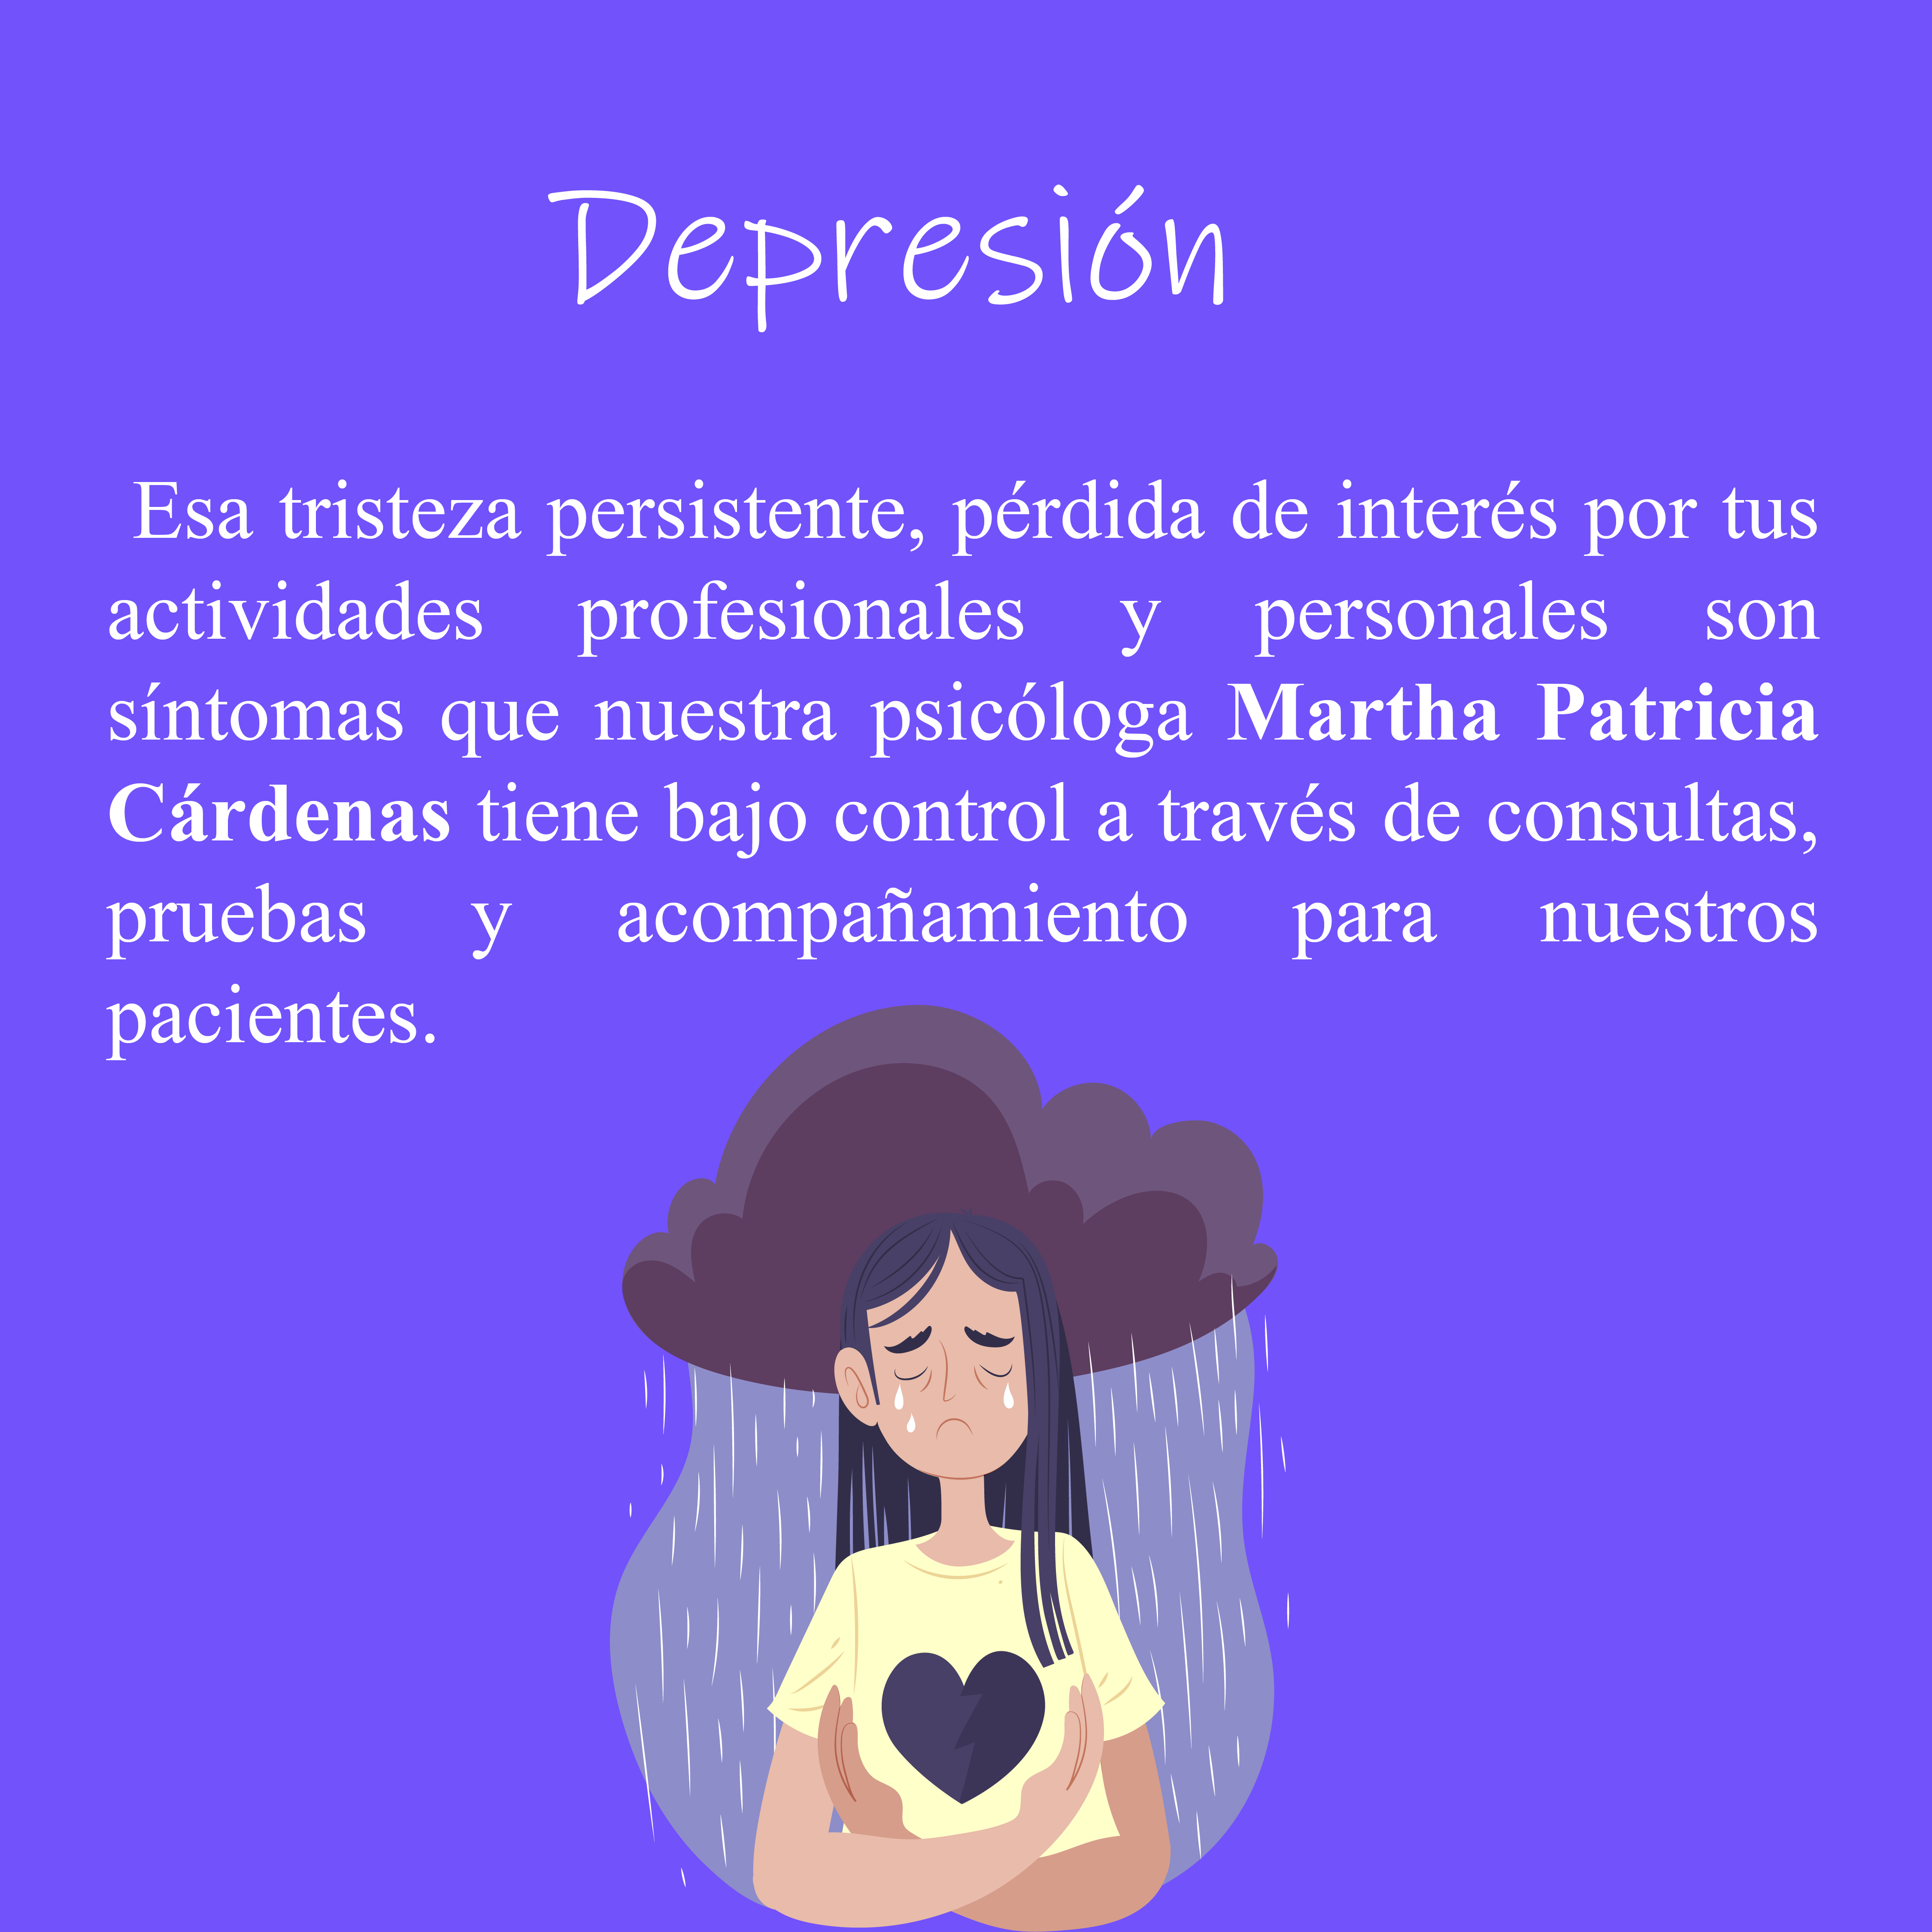 Depresión
Esa tristeza persistente, pérdida de interés por tus
actividades profesionales y personales son
síntomas que nuestra psicóloga Martha Patricia
Cárdenas tiene bajo control a través de consultas,
pruebas y acompañamiento para nuestros
pacientes.